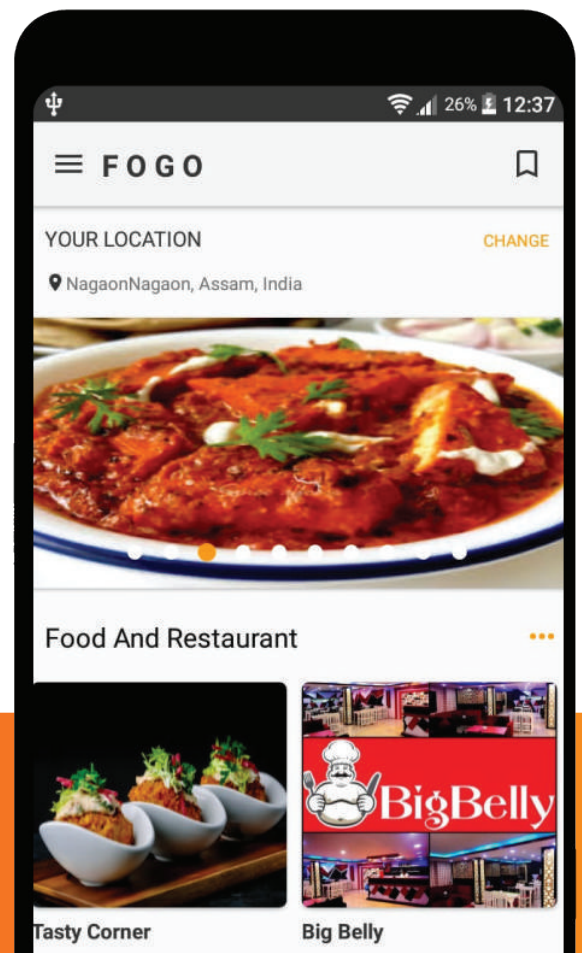 26% 12:37
FOGO
YOUR LOCATION
CHANGE
NagaonNagaon, Assam, India
Food And Restaurant
BigBelly
Tasty Corner
Big Belly